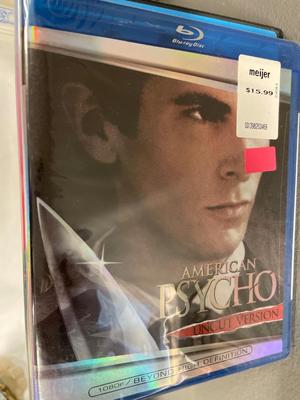 Blu-ray Disc
meijer
$15.99
AMERICAN
PSYCHO
UNCUT VERSION
1080P / BEYOND HIGH DEFINITION